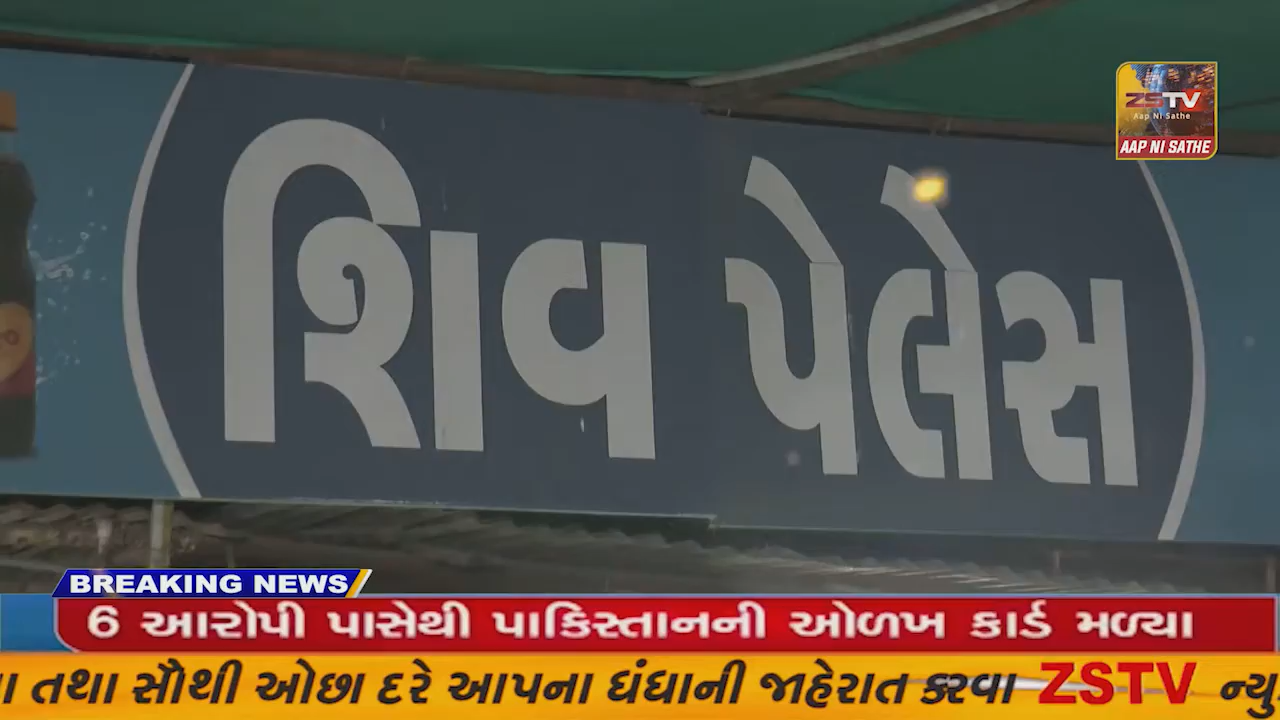 ZSTV
Aap Ni Sathe
AAP NI SATHE
શિવ પેલેસ
BREAKING NEWS
6 આરોપી પાસેથી પાકિસ્તાનની ઓળખ કાર્ડ મળ્યા
તથા સૌથી ઓછા દરે આપના ધંધાની જાહેરાત કરવા ZSTV